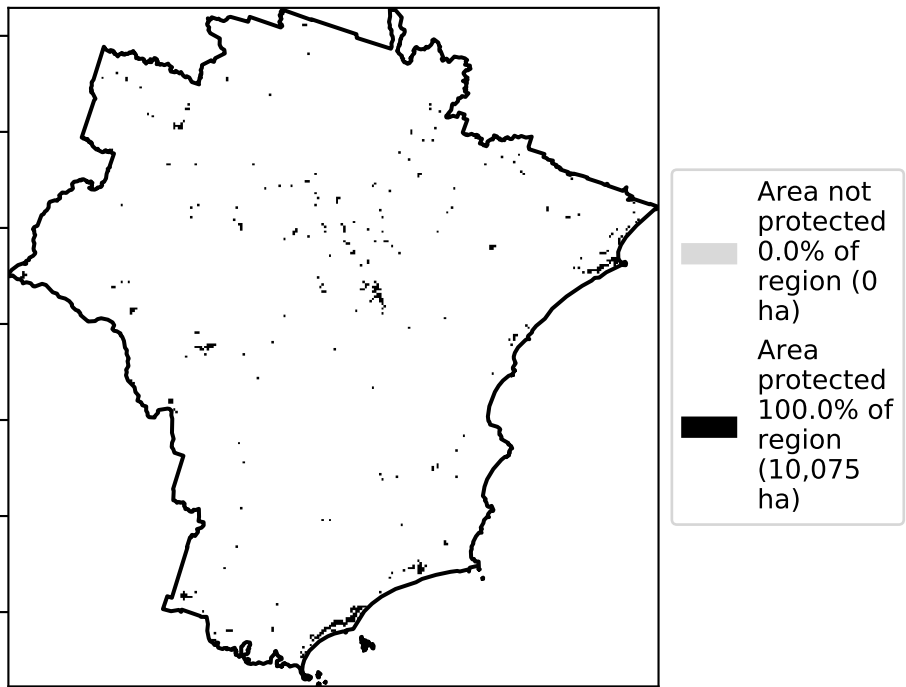 Area not
protected
0.0% of
region (0
ha)
Area
protected
100.0% of
region
(10,075
ha)